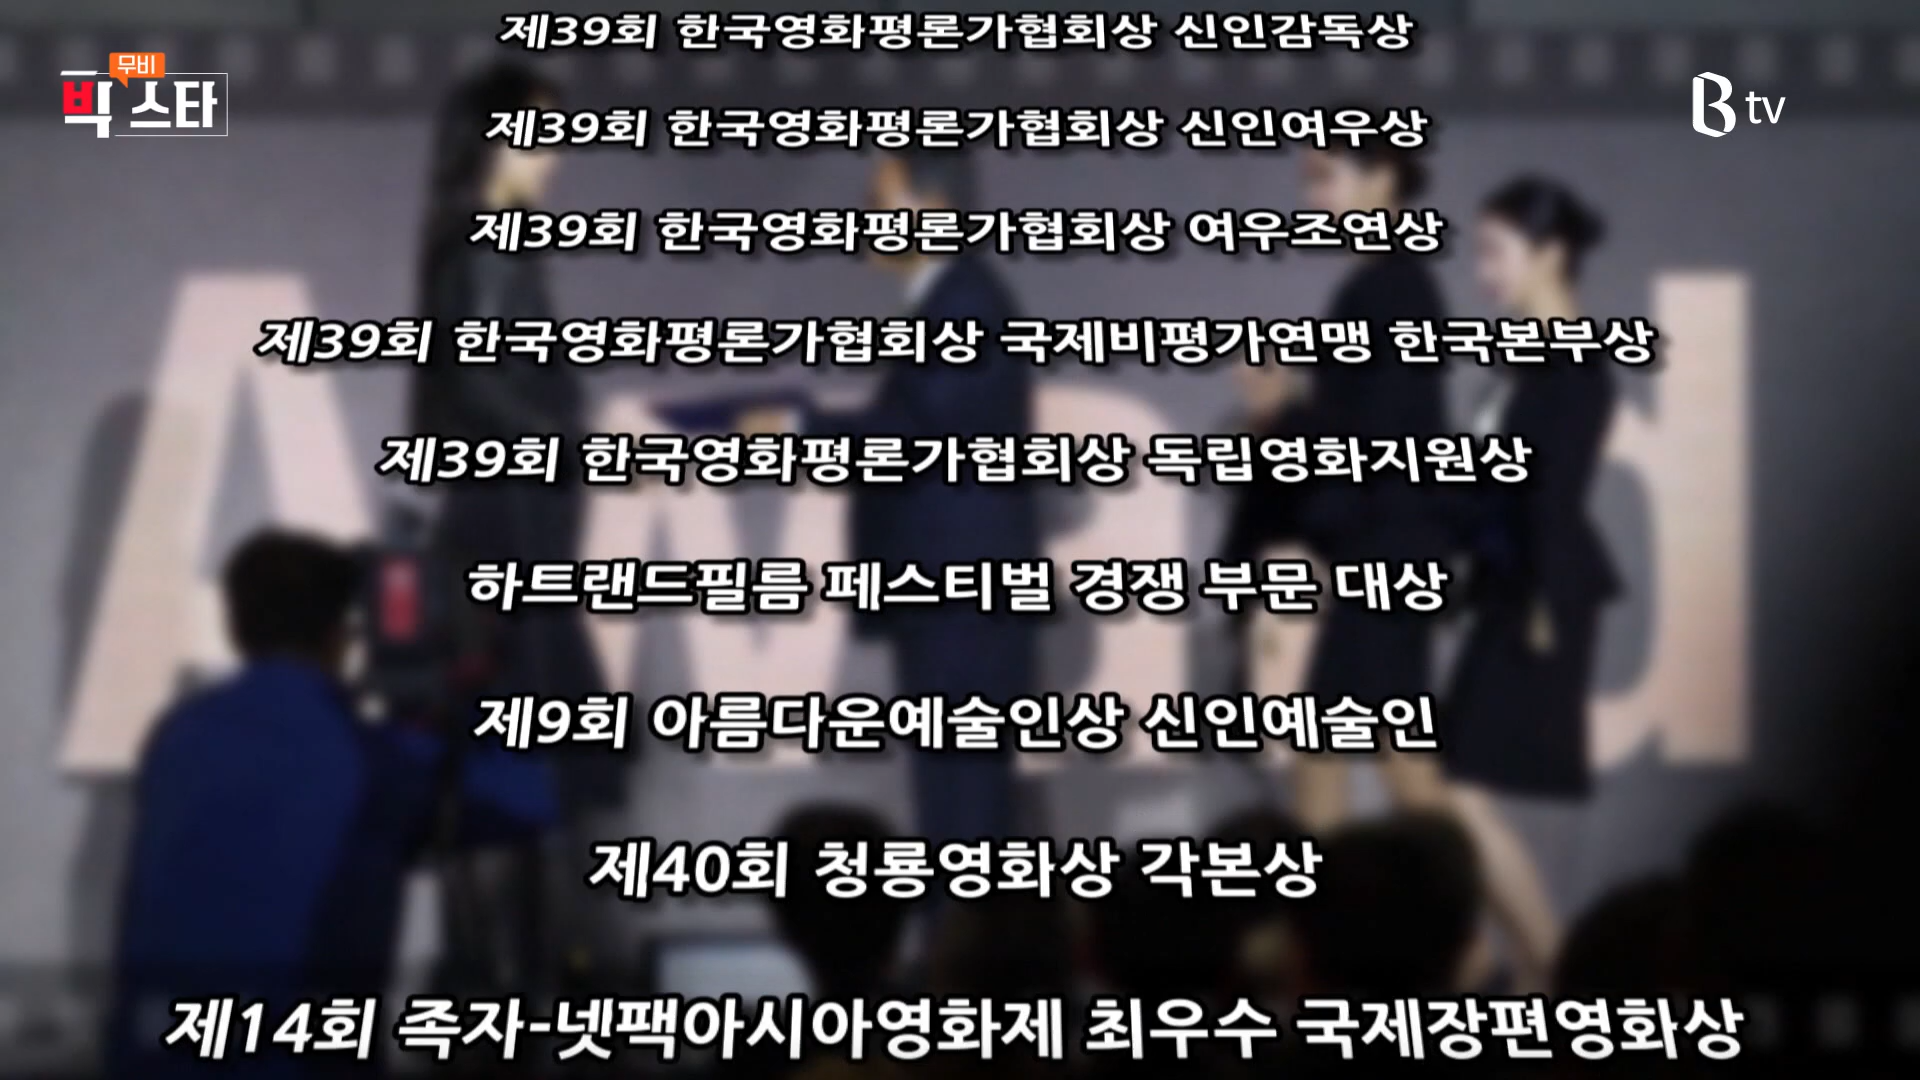 제39회 한국영화평론가협회상 신인감독상
무비
빅스타
B tv
제39회 한국영화평론가협회상 신인여우상
제39회 한국영화평론가협회상 여우조연상
제39회 한국영화평론가협회상 국제비평가연맹 한국본부상
제39회 한국영화평론가협회상 독립영화지원상
하트랜드필름 페스티벌 경쟁 부문 대상
제9회 아름다운예술인상 신인예술인
제40회 청룡영화상 각본상
제14회 족자-넷팩아시아영화제 최우수 국제장편영화상